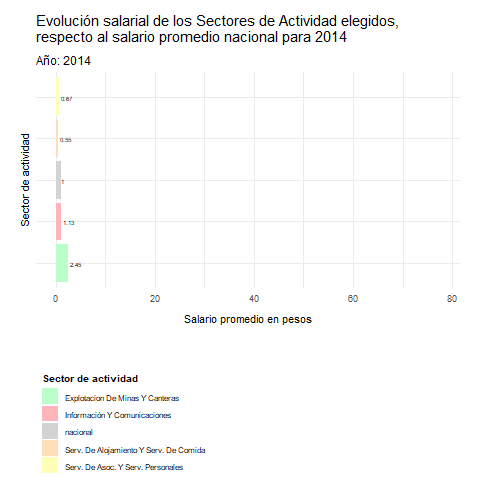 Evolución salarial de los Sectores de Actividad elegidos,
respecto al salario promedio nacional para 2014
Año: 2014
Sector de actividad
0.67
0.55
1
1.13
2.45
0
20
40
60
80
Salario promedio en pesos
Sector de actividad
Explotacion De Minas Y Canteras
Información Y Comunicaciones
nacional
Serv. De Alojamiento Y Serv. De Comida
Serv. De Asoc. Y Serv. Personales